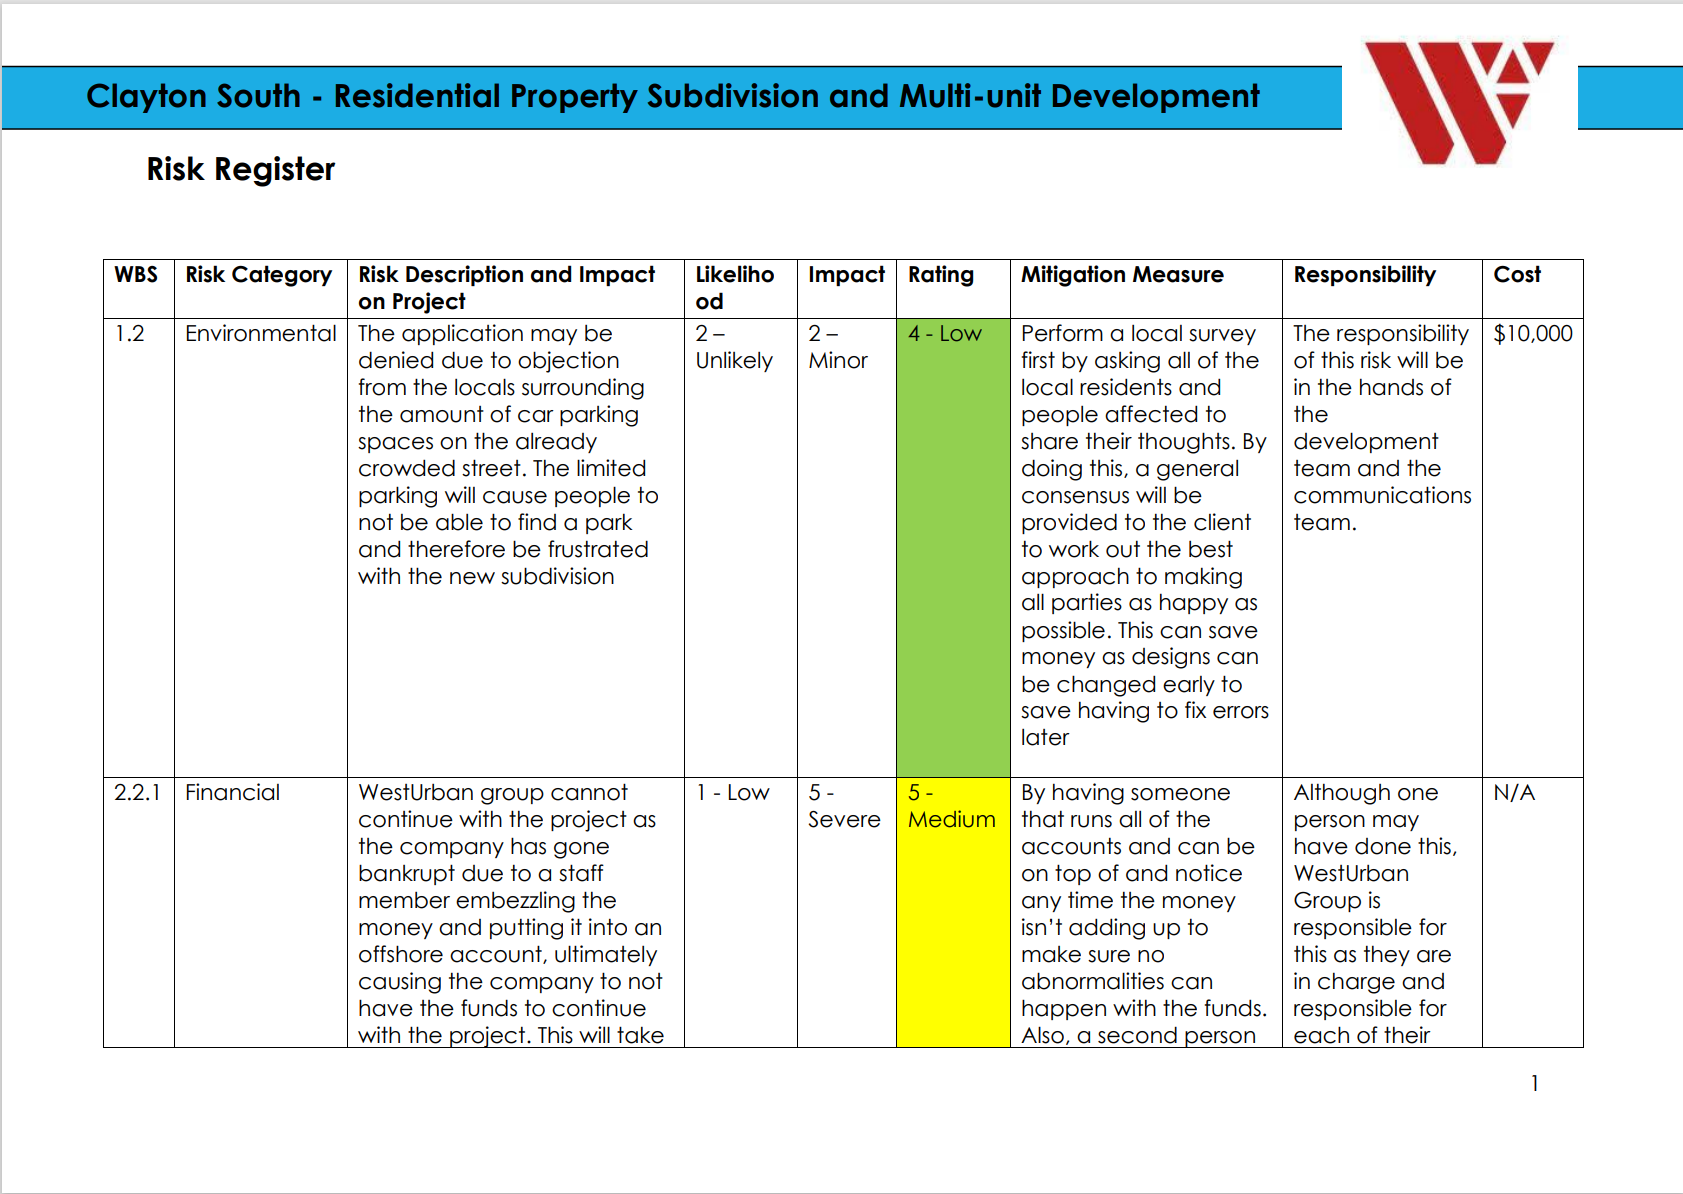 Clayton South - Residential Property Subdivision and Multi-unit Development
Risk Register
WBS
Risk Category
Risk Description and Impact
on Project
Likeliho
od
Impact
Rating
Mitigation Measure
Responsibility
Cost
1.2
Environmental
The application may be
denied due to objection
from the locals surrounding
the amount of car parking
spaces on the already
crowded street. The limited
parking will cause people to
not be able to find a park
and therefore be frustrated
with the new subdivision
2 –
Unlikely
2 –
Minor
4 - Low
Perform a local survey
first by asking all of the
local residents and
people affected to
share their thoughts. By
doing this, a general
consensus will be
provided to the client
to work out the best
approach to making
all parties as happy as
possible. This can save
money as designs can
be changed early to
save having to fix errors
later
The responsibility
of this risk will be
in the hands of
the
development
team and the
communications
team.
$10,000
2.2.1
Financial
WestUrban group cannot
continue with the project as
the company has gone
bankrupt due to a staff
member embezzling the
money and putting it into an
offshore account, ultimately
causing the company to not
have the funds to continue
with the project. This will take
1 - Low
5 -
Severe
5 -
Medium
By having someone
that runs all of the
accounts and can be
on top of and notice
any time the money
isn’t adding up to
make sure no
abnormalities can
happen with the funds.
Also, a second person
Although one
person may
have done this,
WestUrban
Group is
responsible for
this as they are
in charge and
responsible for
each of their
N/A
1